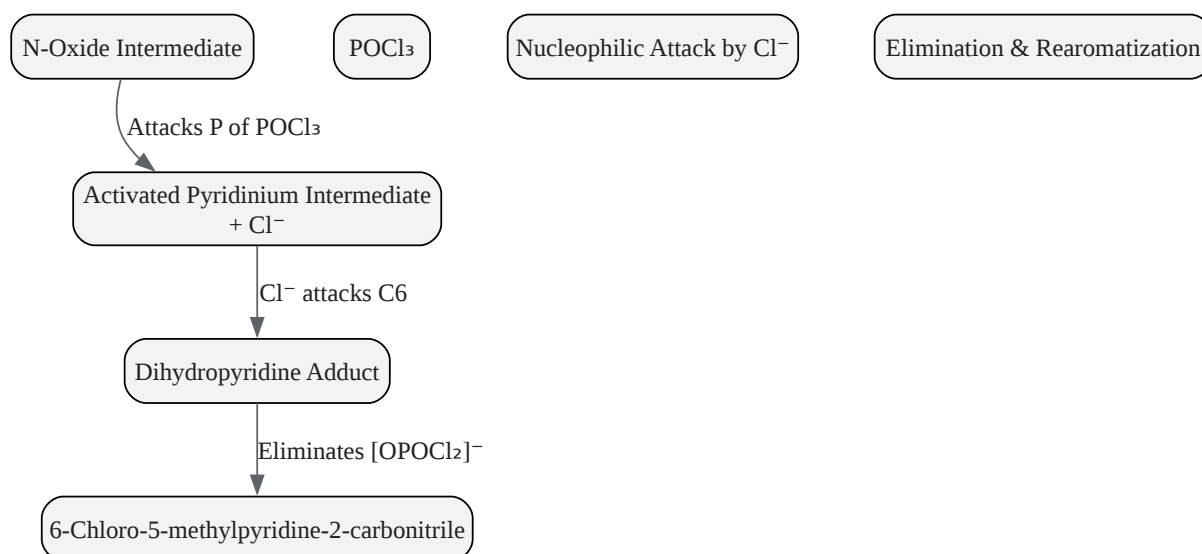 N-Oxide Intermediate
POCl₃
Nucleophilic Attack by Cl⁻
Elimination & Rearomatization
Attacks P of POCl₃
Activated Pyridinium Intermediate
+ Cl⁻
Cl⁻ attacks C6
Dihydropyridine Adduct
Eliminates [OPOCl₂]⁻
6-Chloro-5-methylpyridine-2-carbonitrile